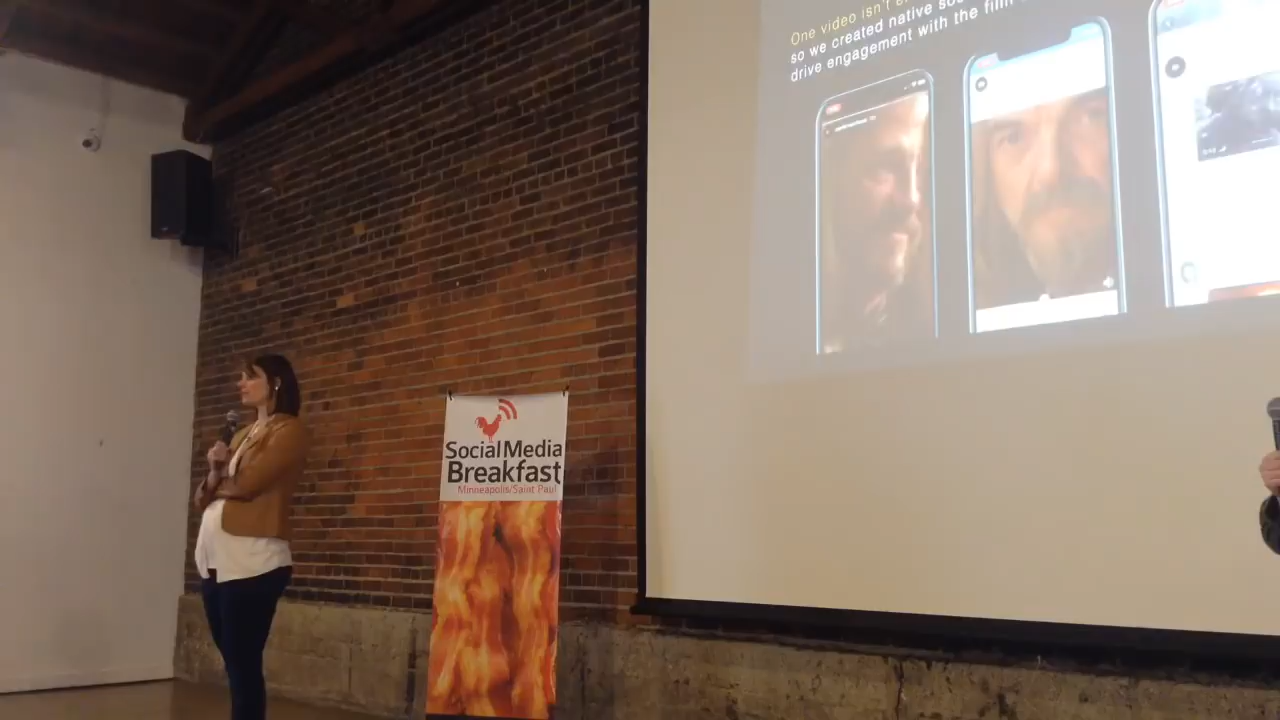 One video isn't
so we created native
drive engagement with the film
Social Media
Breakfast
Minneapolis/Saint Paul